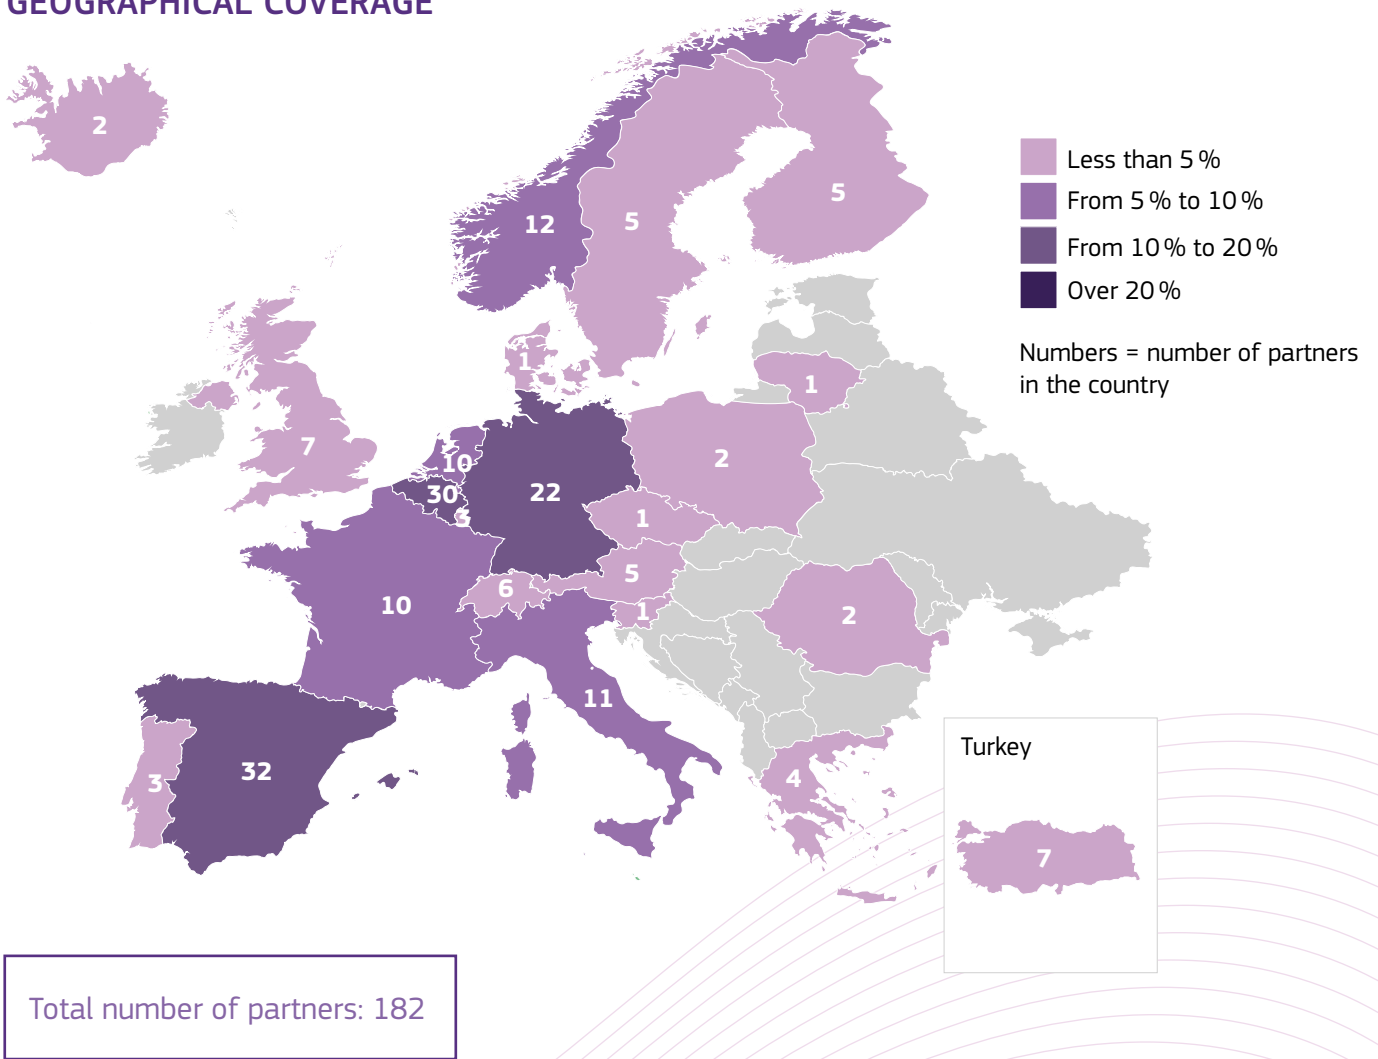 GEOGRAPHICAL COVERAGE
2
12
5
5
Less than 5 %
From 5 % to 10 %
From 10 % to 20 %
Over 20 %
Numbers = number of partners
in the country
1
1
7
10
2
30
22
3
1
5
6
1
10
2
11
32
3
4
Turkey
7
Total number of partners: 182